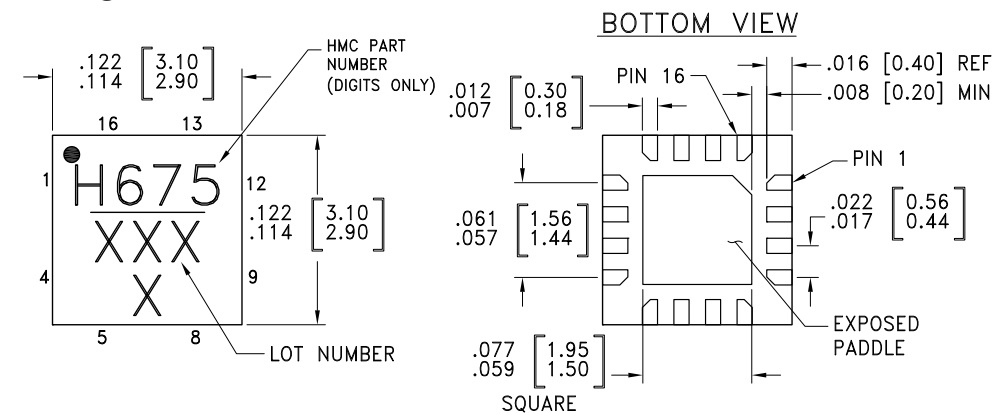 BOTTOM VIEW
.122 [3.10]
.114 [2.90]
HMC PART
NUMBER
(DIGITS ONLY)
16 13
1
12
4
9
5 8
H675
XXX
X
.122 [3.10]
.114 [2.90]
LOT NUMBER
.012 [0.30]
.007 [0.18]
PIN 16
.016 [0.40] REF
.008 [0.20] MIN
PIN 1
.061 [1.56]
.057 [1.44]
.022 [0.56]
.017 [0.44]
.077 [1.95]
.059 [1.50]
SQUARE
EXPOSED
PADDLE